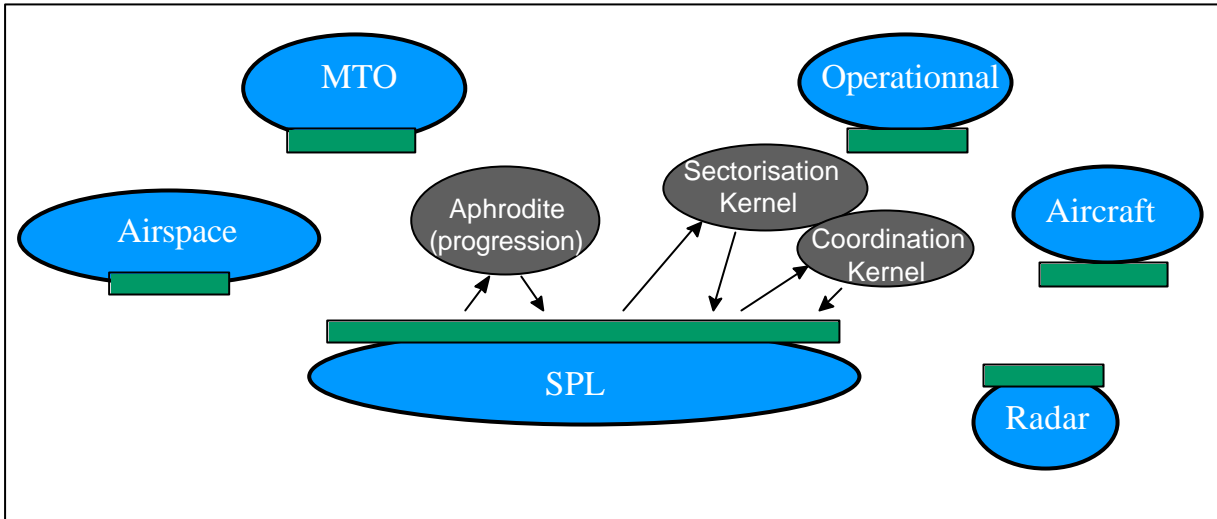 MTO
Operationnal
Airspace
Aphrodite
(progression)
Sectorisation
Kernel
Coordination
Kernel
Aircraft
SPL
Radar